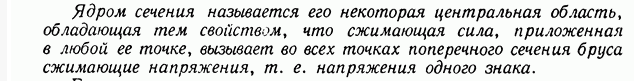 Ядром сечения называется его некоторая центральная область,
обладающая тем свойством, что сжимающая сила, приложенная
в любой ее точке, вызывает во всех точках поперечного сечения бруса
сжимающие напряжения, т. е. напряжения одного знака.